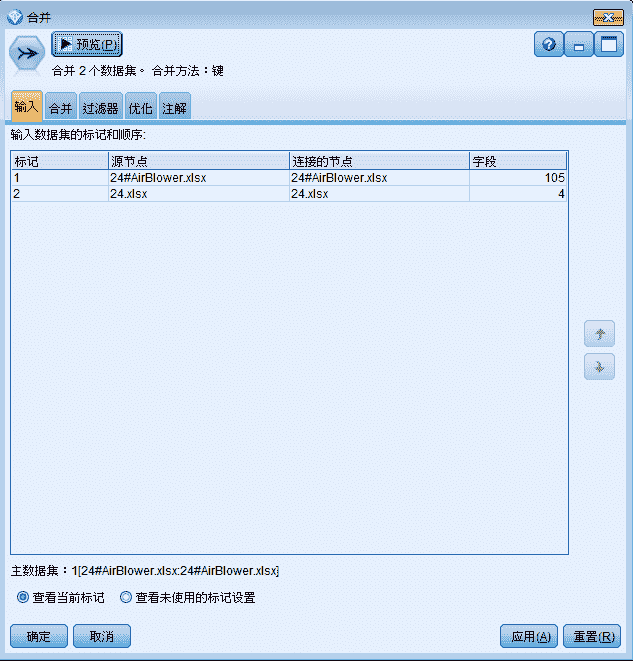 合并
预览(P)
合并 2 个数据集。 合并方法：键
输入 合并 过滤器 优化 注解
输入数据集的标记和顺序:
标记 源节点 连接的节点 字段
1 24#AirBlower.xlsx 24#AirBlower.xlsx 105
2 24.xlsx 24.xlsx 4
主数据集：1[24#AirBlower.xlsx:24#AirBlower.xlsx]
查看当前标记 查看未使用的标记设置
确定 取消 应用(A) 重置(R)